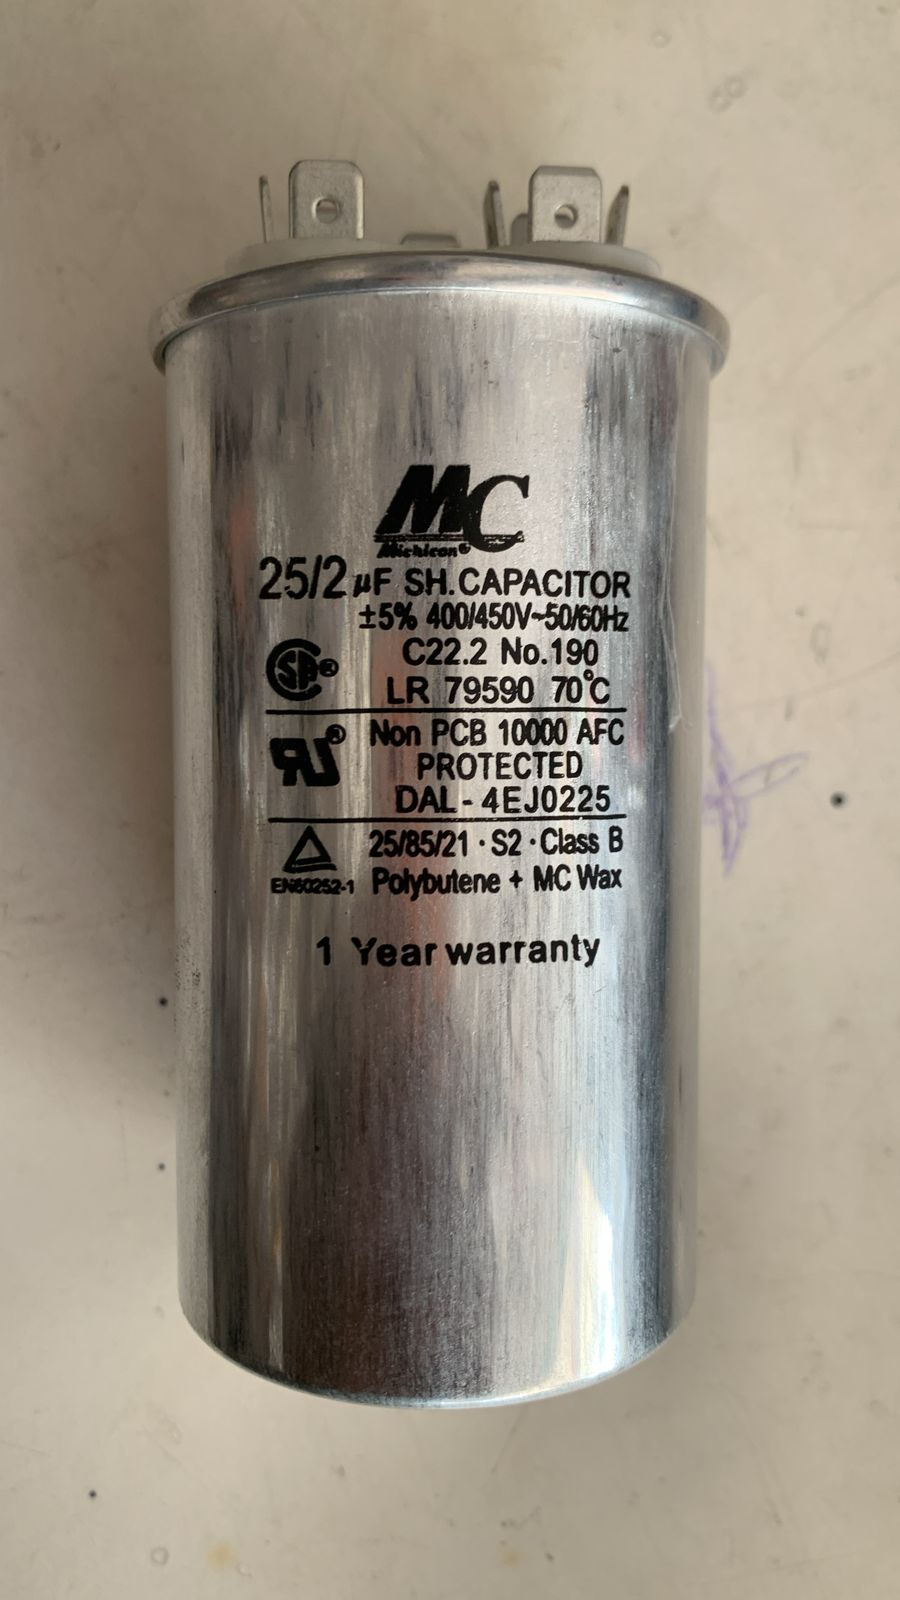 MC
Michicon®
25/2 µF SH.CAPACITOR
±5% 400/450V~50/60Hz
SP® C22.2 No.190
LR 79590 70°C
RU® Non PCB 10000 AFC
PROTECTED
DAL-4EJ0225
25/85/21 · S2 · Class B
EN60252-1 Polybutene + MC Wax
1 Year warranty